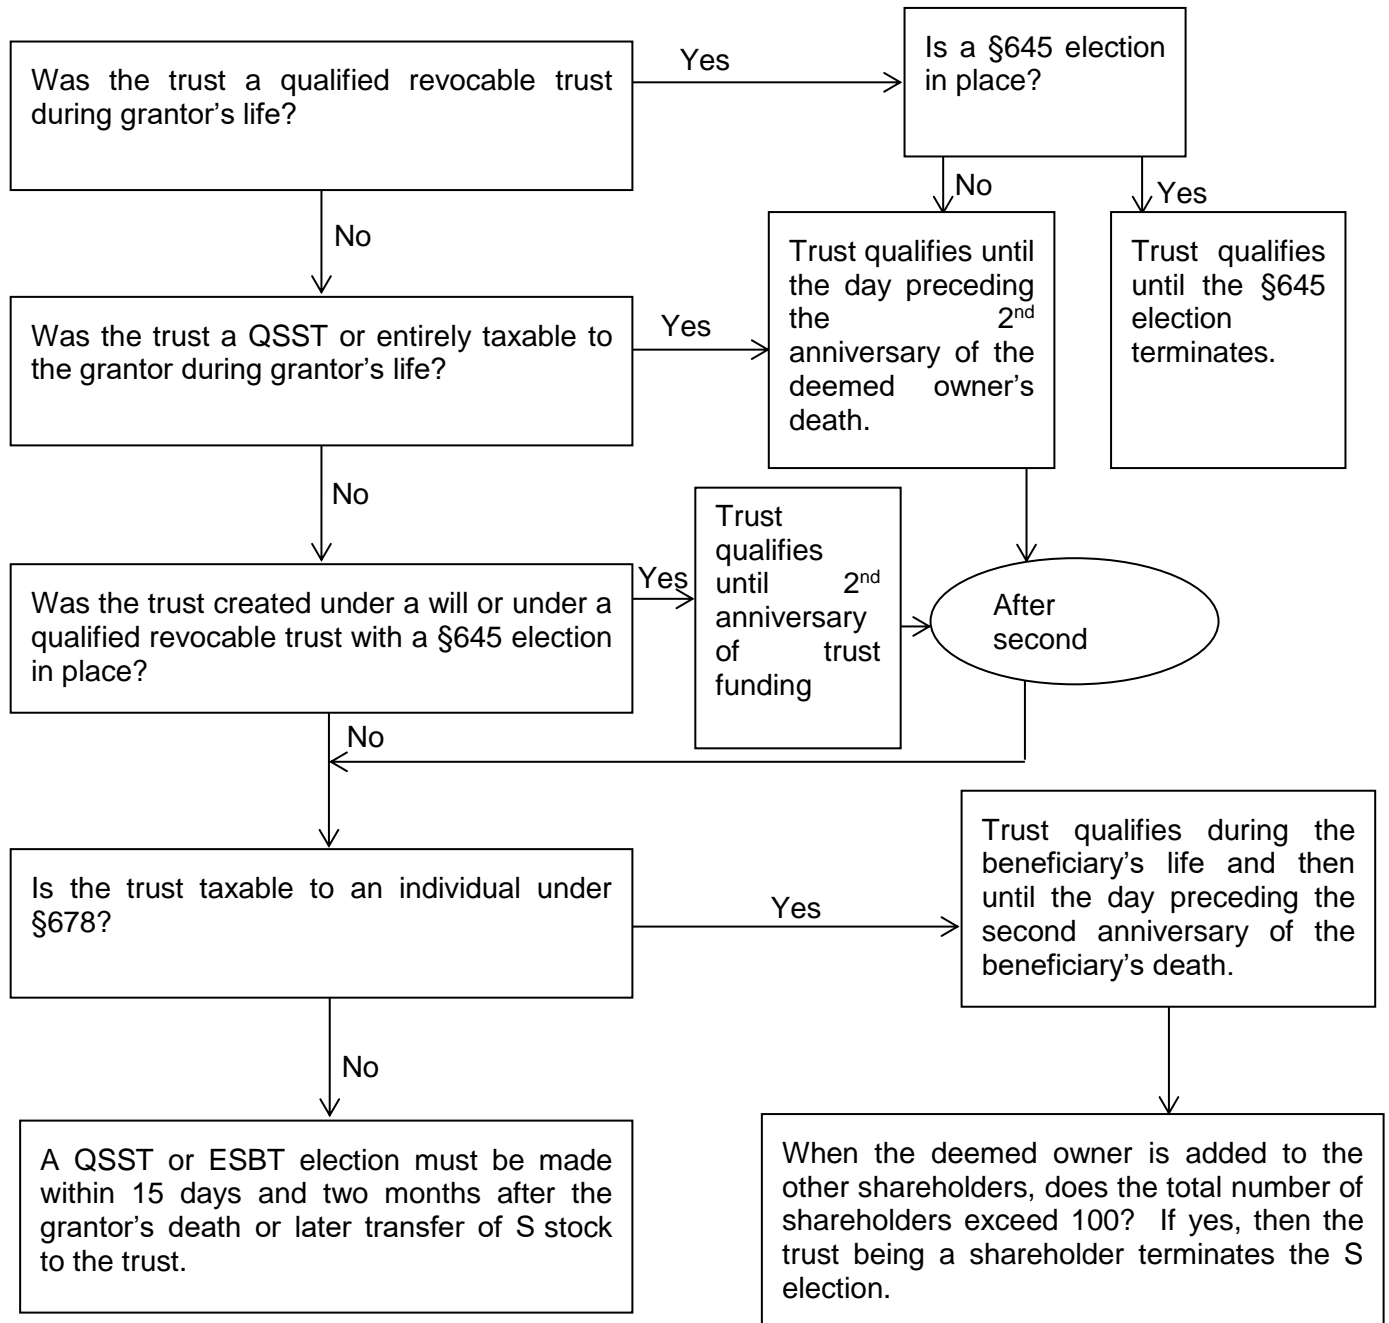 Was the trust a qualified revocable trust
during grantor's life?
Yes
Is a §645 election
in place?
No
No
Yes
Was the trust a QSST or entirely taxable to
the grantor during grantor's life?
Yes
Trust qualifies until
the day preceding
the 2nd
anniversary of the
deemed owner's
death.
Trust qualifies
until the §645
election
terminates.
No
Was the trust created under a will or under a
qualified revocable trust with a §645 election
in place?
Yes
Trust
qualifies
until 2nd
anniversary
of trust
funding
After
second
No
Is the trust taxable to an individual under
§678?
Yes
Trust qualifies during the
beneficiary's life and then
until the day preceding the
second anniversary of the
beneficiary's death.
No
A QSST or ESBT election must be made
within 15 days and two months after the
grantor's death or later transfer of S stock
to the trust.
When the deemed owner is added to the
other shareholders, does the total number of
shareholders exceed 100? If yes, then the
trust being a shareholder terminates the S
election.